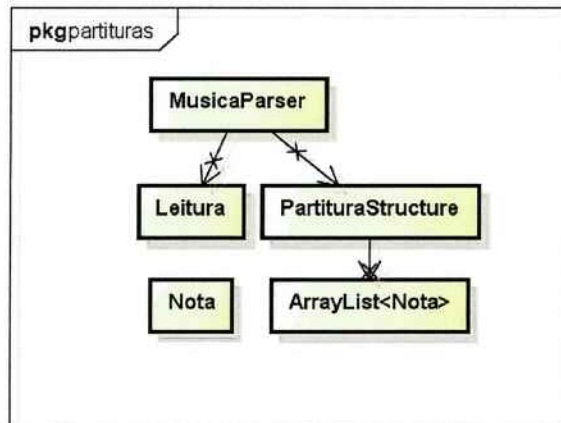 pkgpartituras
MusicaParser
Leitura
PartituraStructure
Nota
ArrayList<Nota>